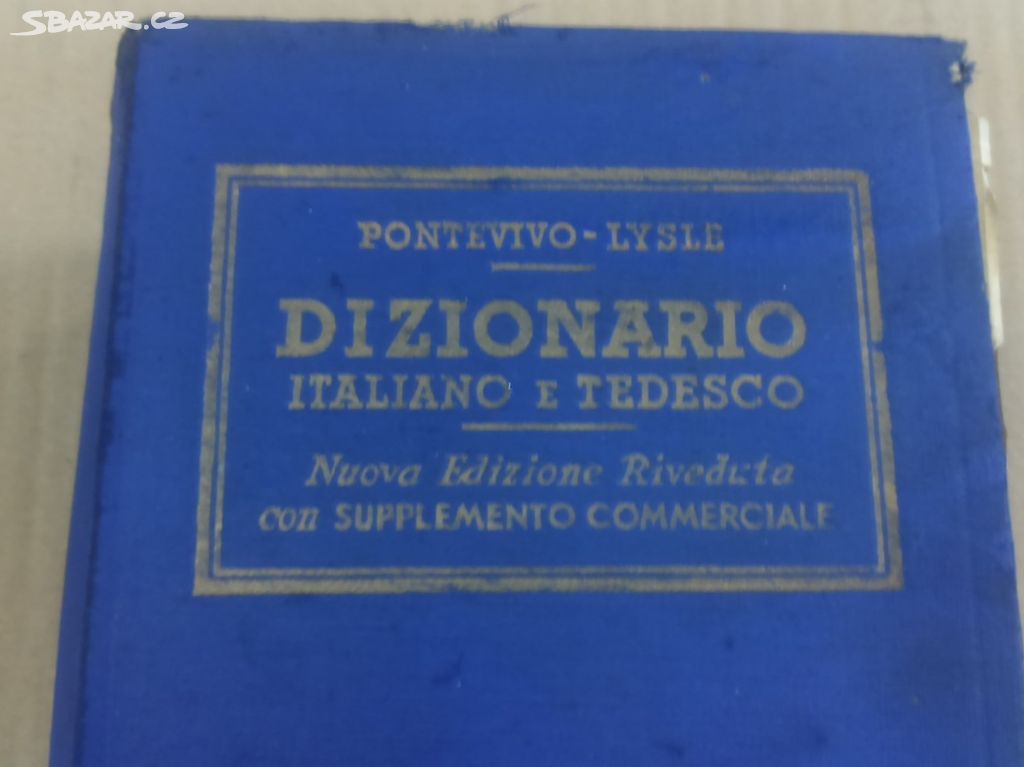 SBAZAR.CZ
PONTEVIVO-LYSLE
DIZIONARIO
ITALIANO E TEDESCO
Nuova Edizione Riveduta
con SUPPLEMENTO COMMERCIALE